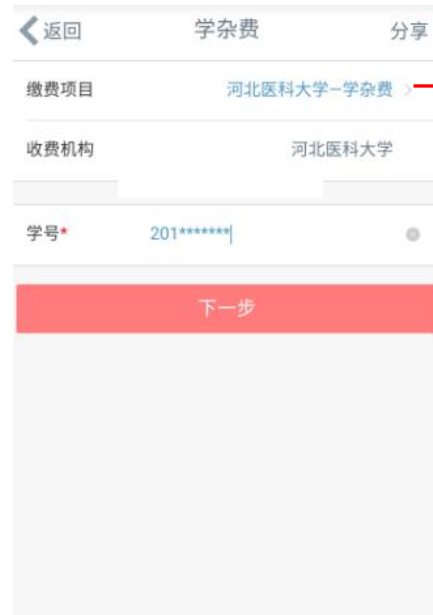 返回 学杂费 分享
缴费项目 河北医科大学-学杂费
收费机构 河北医科大学
学号* 201*******
下一步